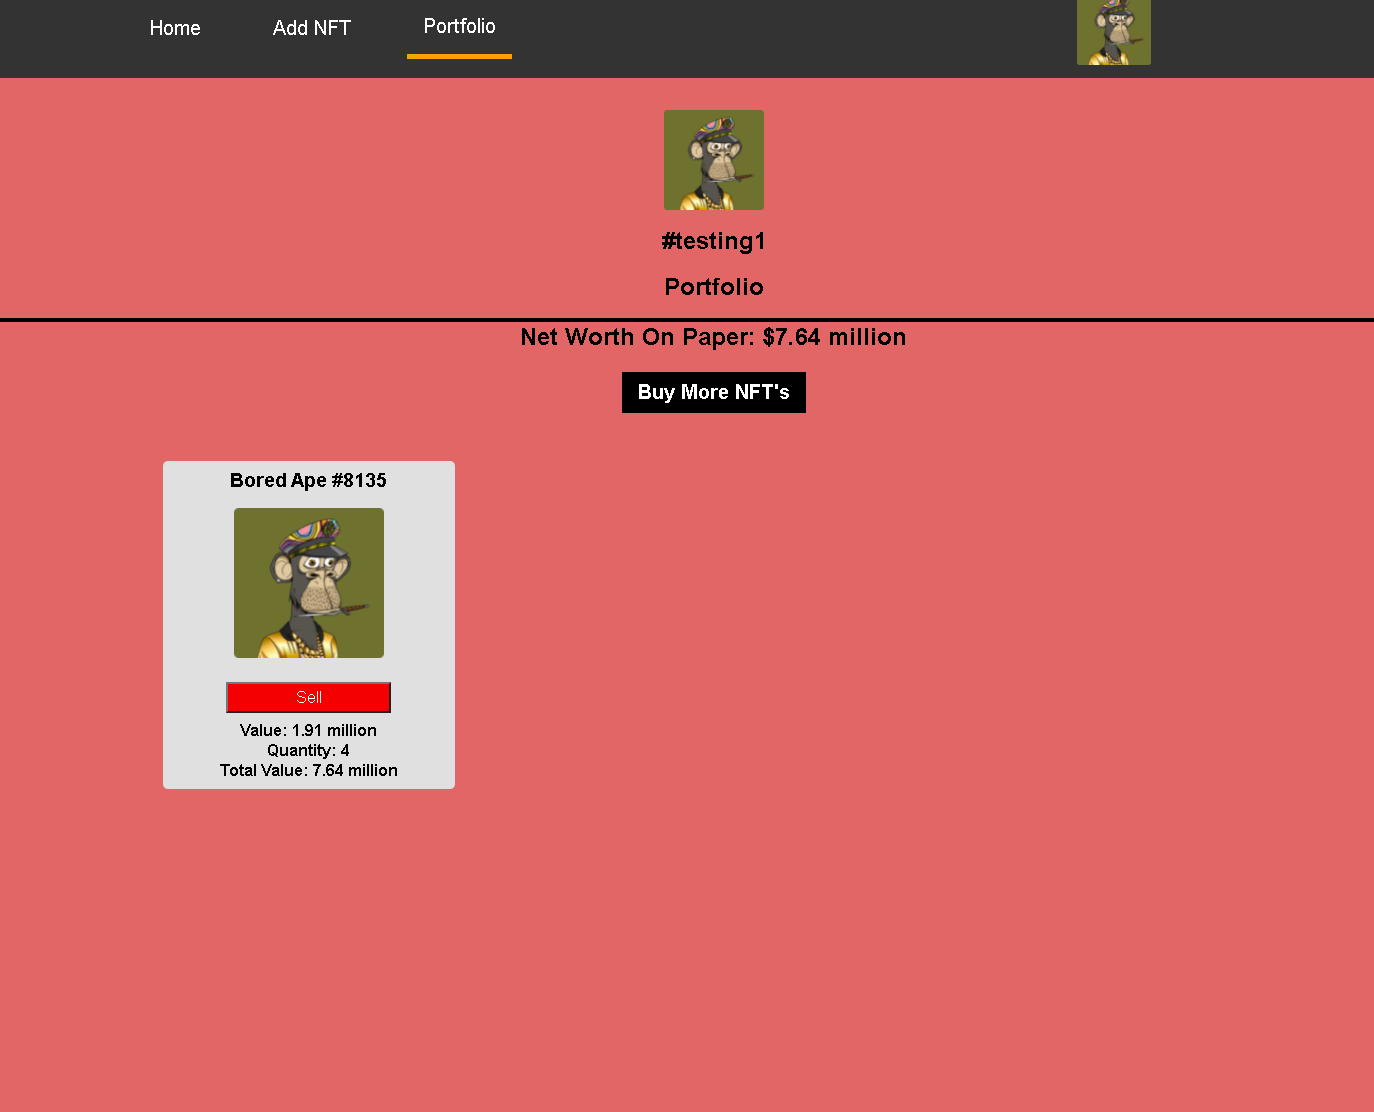 Home Add NFT Portfolio
#testing1
Portfolio
Net Worth On Paper: $7.64 million
Buy More NFT's
Bored Ape #8135
Sell
Value: 1.91 million
Quantity: 4
Total Value: 7.64 million